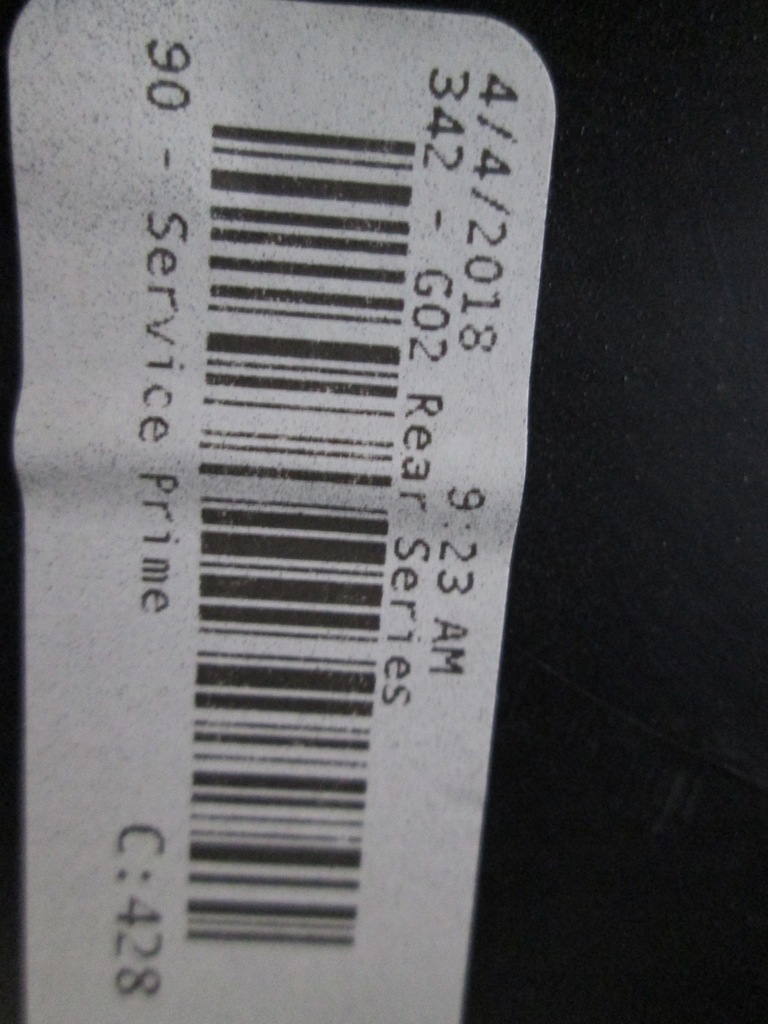 4/4/2018 9:23 AM
342 - G02 Rear Series
90 - Service Prime C:428